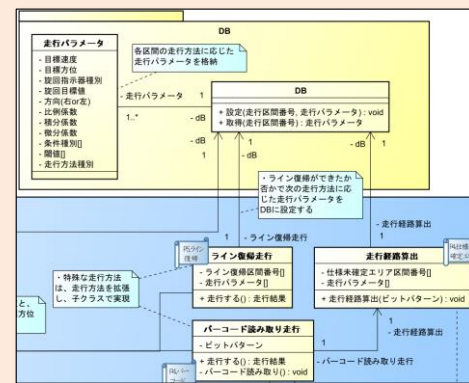 DB
走行パラメータ
- 目標速度
- 目標方位
- 旋回指示器種別
- 旋回目標値
- 方向(右or左)
- 比例係数
- 積分係数
- 微分係数
- 条件種別[]
- 閾値[]
- 走行方法種別
各区間の走行方法に応じた
走行パラメータを格納
- 走行パラメータ
1
1..*
- dB
DB
+ 設定(走行区間番号, 走行パラメータ) : void
+ 取得(走行区間番号) : 走行パラメータ
- dB
1
1
- dB
1
- dB
・ライン復帰ができたか
否かで次の走行方法に応
じた走行パラメータを
DBに設定する
- 走行経路算出
1
1
- ライン復帰走行
ライン復帰走行
- ライン復帰区間番号[]
- 走行パラメータ[]
+ 走行する() : 走行結果
走行経路算出
- 仕様未確定エリア区間番号[]
- 走行パラメータ[]
+ 走行経路算出(ビットパターン) : void
・特殊な走行方法
は、走行方法を拡張
し、子クラスで実現
と、
方位
バーコード読み取り走行
- ビットパターン
+ 走行する() : 走行結果
- バーコード読み取り() : void
1
- 走行経路算出
1
- バーコード読み取り走行